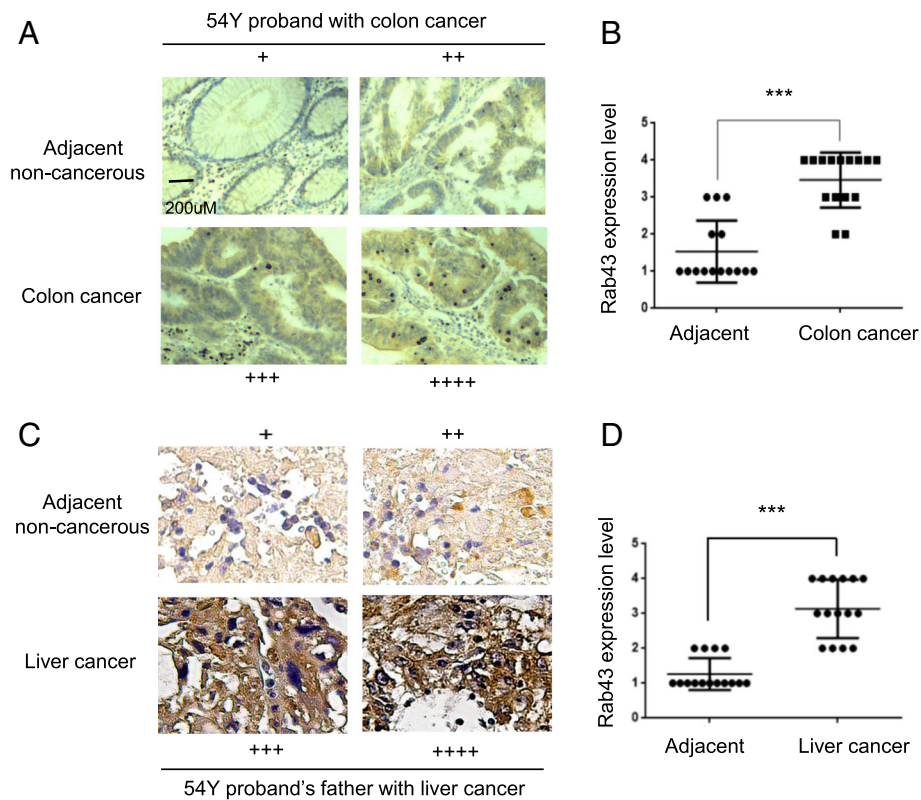 A
54Y proband with colon cancer
+ ++
Adjacent
non-cancerous
200uM
Colon cancer
+++ ++++
B
***
Rab43 expression level
5
4
3
2
1
0
Adjacent Colon cancer
C
+ ++
Adjacent
non-cancerous
Liver cancer
+++ ++++
54Y proband's father with liver cancer
D
***
Rab43 expression level
5
4
3
2
1
0
Adjacent Liver cancer